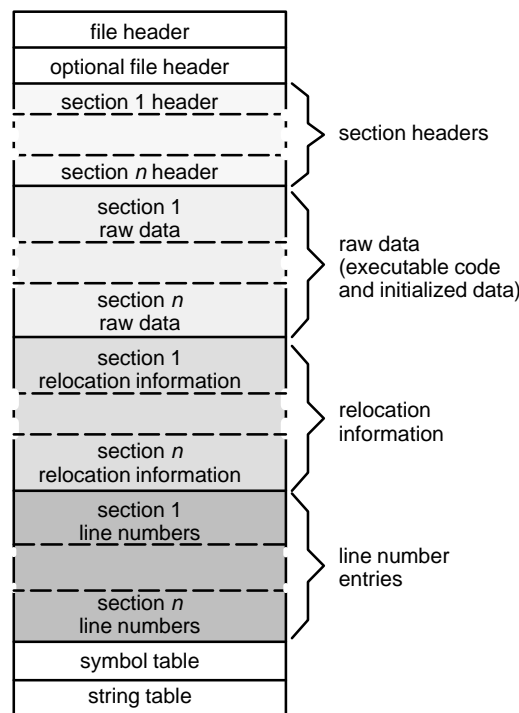 file header
optional file header
section 1 header
section n header
section headers
section 1
raw data
section n
raw data
raw data
(executable code
and initialized data)
section 1
relocation information
section n
relocation information
relocation
information
section 1
line numbers
section n
line numbers
line number
entries
symbol table
string table